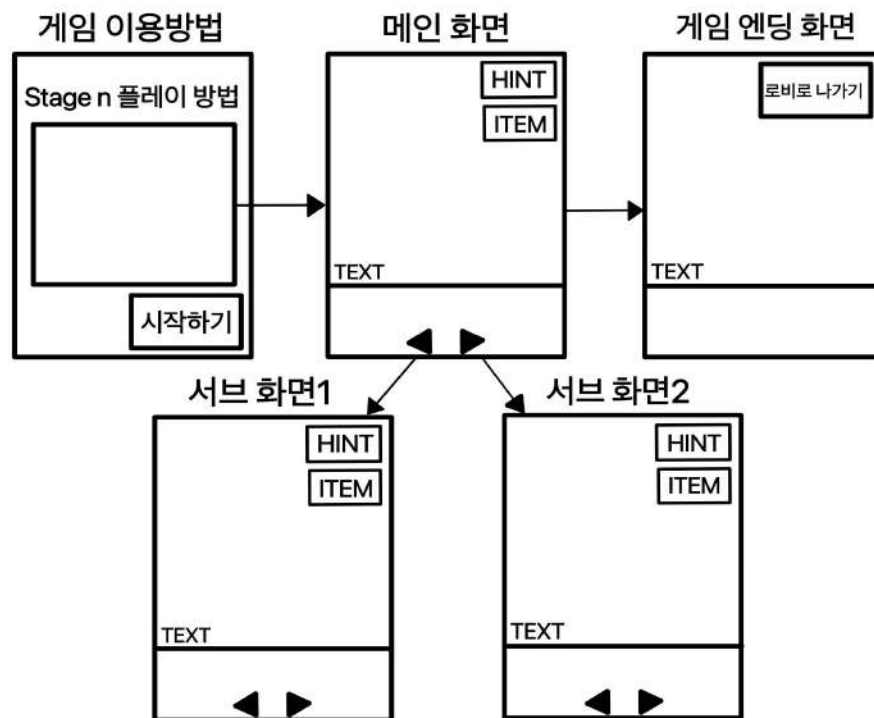 게임 이용방법
Stage n 플레이 방법
시작하기
메인 화면
HINT
ITEM
TEXT
게임 엔딩 화면
로비로 나가기
TEXT
서브 화면1
HINT
ITEM
TEXT
서브 화면2
HINT
ITEM
TEXT